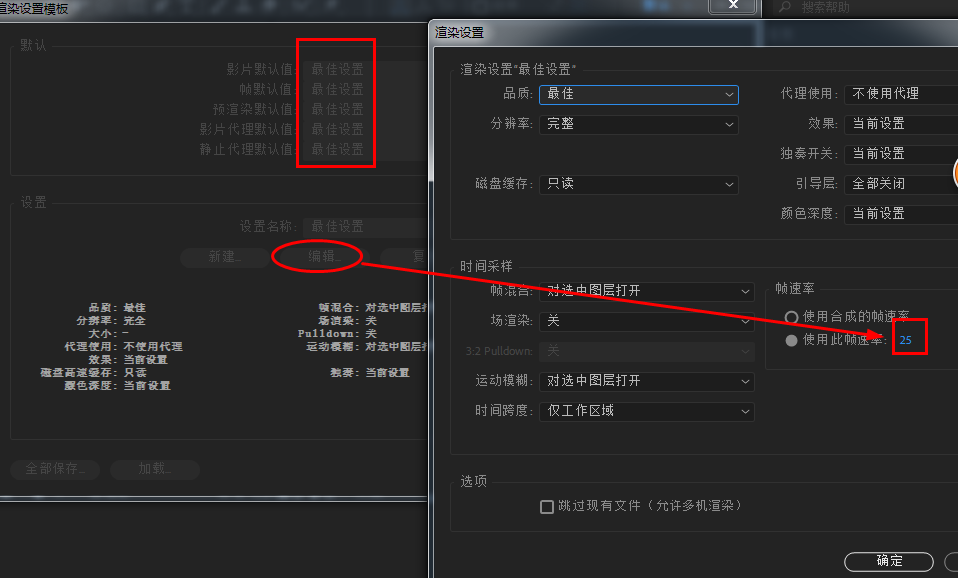 渲染设置模板
搜索帮助
默认
影片默认值: 最佳设置
帧默认值: 最佳设置
预渲染默认值: 最佳设置
影片代理默认值: 最佳设置
静止代理默认值: 最佳设置
设置
设置名称: 最佳设置
新建...
编辑...
品质: 最佳
分辨率: 完全
大小: -
代理使用: 不使用代理
效果: 当前设置
磁盘高速缓存: 只读
颜色深度: 当前设置
帧混合: 对选中图层打
场渲染: 关
Pulldown: 关
运动模糊: 对选中图层打
独奏: 当前设置
全部保存...
加载...
渲染设置
渲染设置"最佳设置"
品质: 最佳
分辨率: 完整
磁盘缓存: 只读
代理使用: 不使用代理
效果: 当前设置
独奏开关: 当前设置
引导层: 全部关闭
颜色深度: 当前设置
时间采样
帧混合: 对选中图层打开
场渲染: 关
3:2 Pulldown: 关
运动模糊: 对选中图层打开
时间跨度: 仅工作区域
帧速率
使用合成的帧速率
使用此帧速率: 25
选项
跳过现有文件（允许多机渲染）
确定